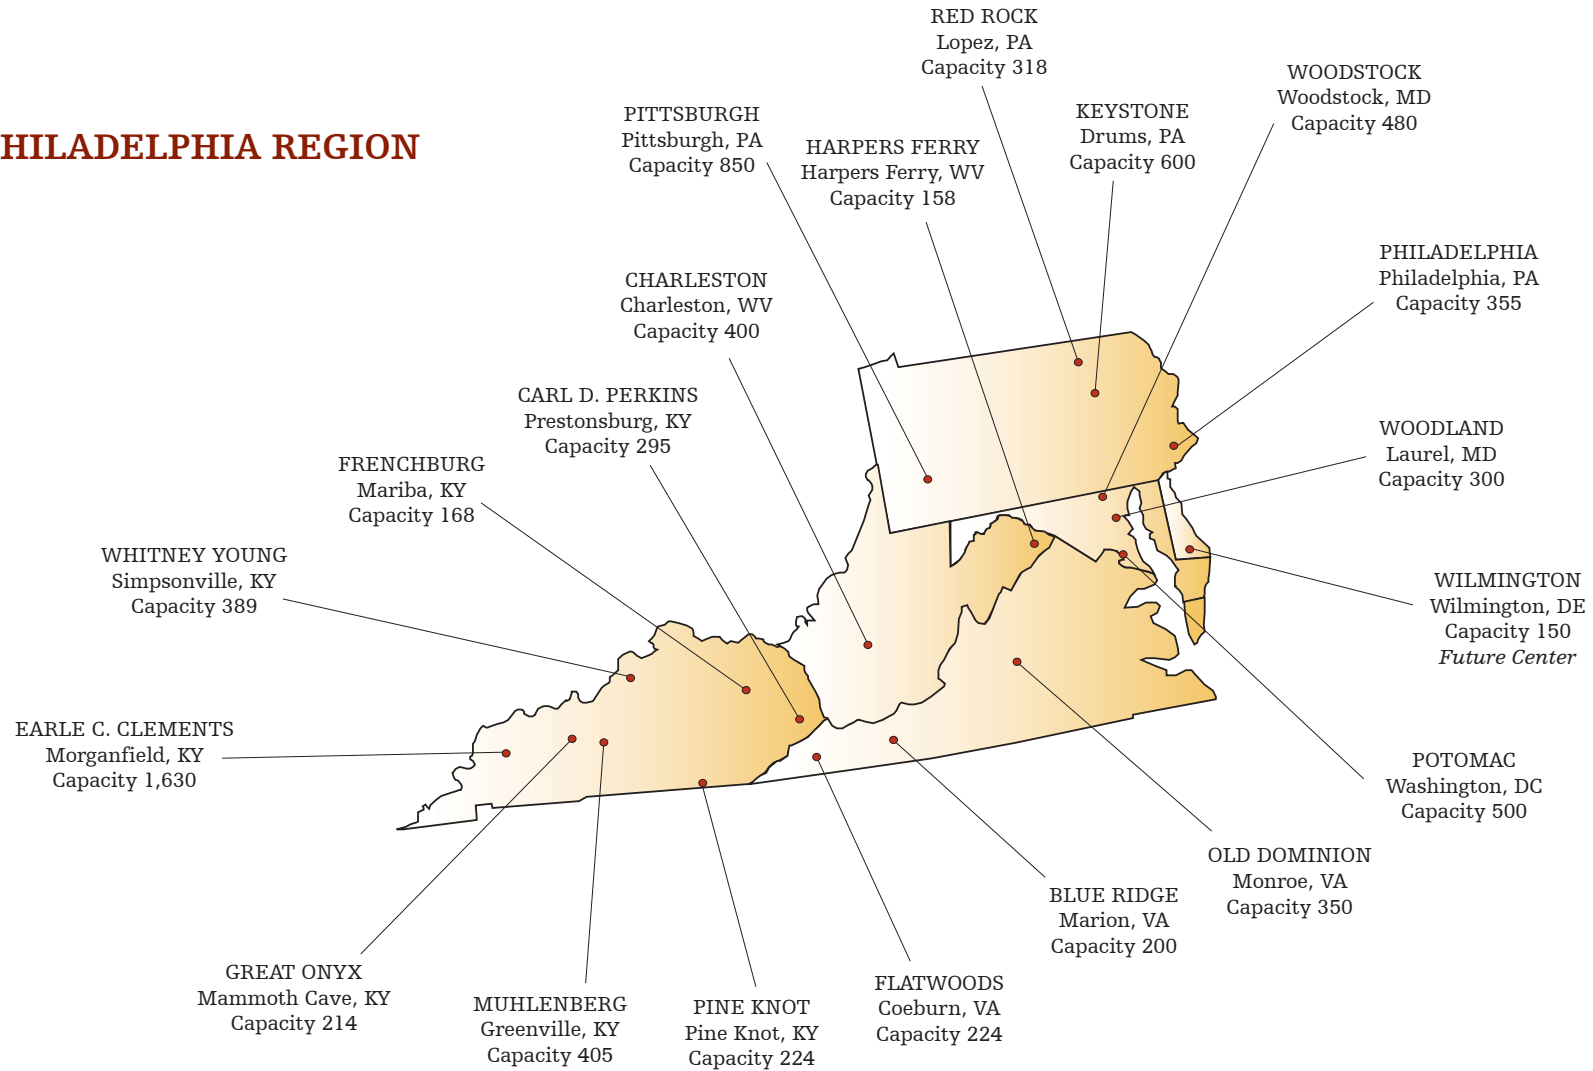 HILADELPHIA REGION
RED ROCK
Lopez, PA
Capacity 318
WOODSTOCK
Woodstock, MD
Capacity 480
PITTSBURGH
Pittsburgh, PA
Capacity 850
KEYSTONE
Drums, PA
Capacity 600
HARPERS FERRY
Harpers Ferry, WV
Capacity 158
PHILADELPHIA
Philadelphia, PA
Capacity 355
CHARLESTON
Charleston, WV
Capacity 400
CARL D. PERKINS
Prestonsburg, KY
Capacity 295
WOODLAND
Laurel, MD
Capacity 300
FRENCHBURG
Mariba, KY
Capacity 168
WHITNEY YOUNG
Simpsonville, KY
Capacity 389
WILMINGTON
Wilmington, DE
Capacity 150
Future Center
EARLE C. CLEMENTS
Morganfield, KY
Capacity 1,630
POTOMAC
Washington, DC
Capacity 500
OLD DOMINION
Monroe, VA
Capacity 350
BLUE RIDGE
Marion, VA
Capacity 200
GREAT ONYX
Mammoth Cave, KY
Capacity 214
MUHLENBERG
Greenville, KY
Capacity 405
PINE KNOT
Pine Knot, KY
Capacity 224
FLATWOODS
Coeburn, VA
Capacity 224